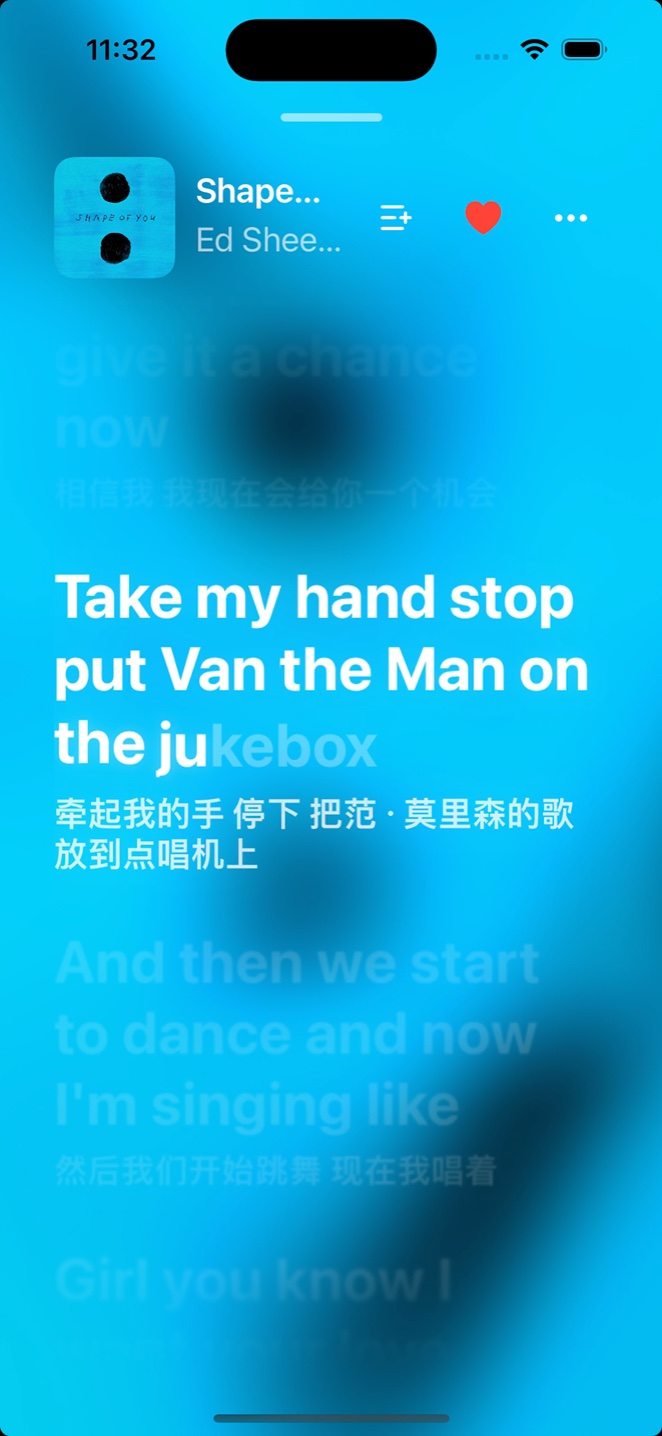 11:32
SHAPE OF YOU
Shape...
Ed Shee...
give it a chance
now
相信我 我现在会给你一个机会
Take my hand stop
put Van the Man on
the jukebox
牵起我的手 停下 把范 · 莫里森的歌
放到点唱机上
And then we start
to dance and now
I'm singing like
然后我们开始跳舞 现在我唱着
Girl you know I
want your love